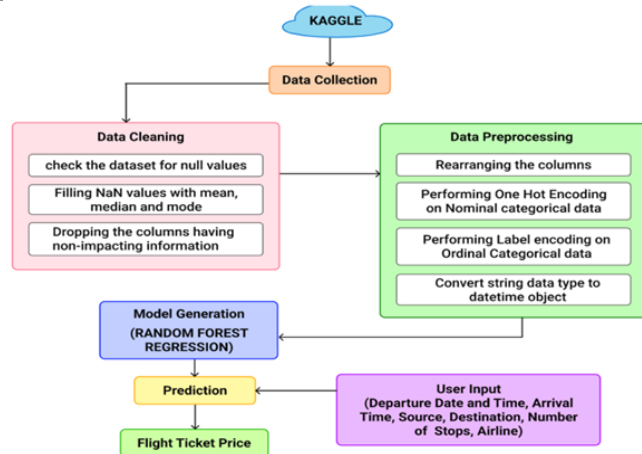 KAGGLE
Data Collection
Data Cleaning
check the dataset for null values
Filling NaN values with mean,
median and mode
Dropping the columns having
non-impacting information
Data Preprocessing
Rearranging the columns
Performing One Hot Encoding
on Nominal categorical data
Performing Label encoding on
Ordinal Categorical data
Convert string data type to
datetime object
Model Generation
(RANDOM FOREST
REGRESSION)
Prediction
User Input
(Departure Date and Time, Arrival
Time, Source, Destination, Number
of Stops, Airline)
Flight Ticket Price